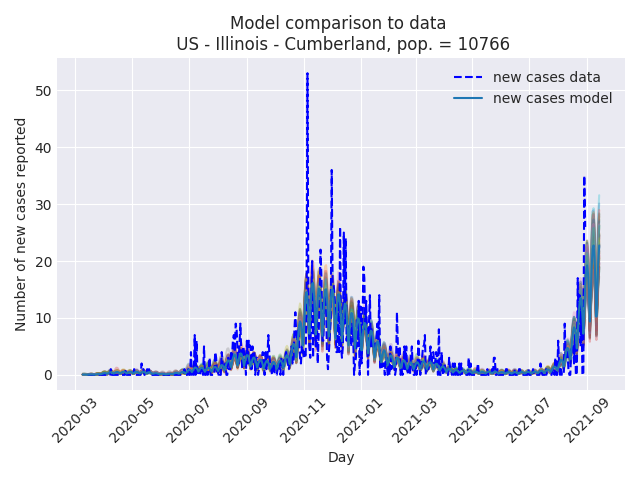 Model comparison to data
US - Illinois - Cumberland, pop. = 10766
new cases data
new cases model
Number of new cases reported
50
40
30
20
10
0
2020-03
2020-05
2020-07
2020-09
2020-11
2021-01
2021-03
2021-05
2021-07
2021-09
Day